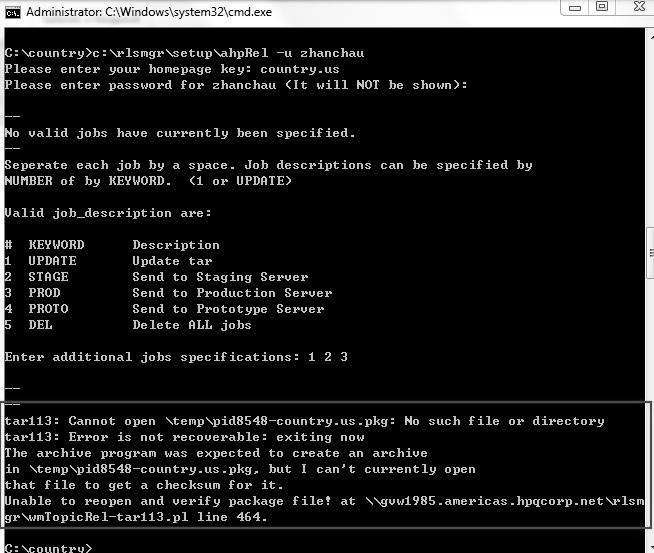 Administrator: C:\Windows\system32\cmd.exe
C:\country>c:\rlsmgr\setup\ahpRel -u zhanchau
Please enter your homepage key: country.us
Please enter password for zhanchau (It will NOT be shown):
--
No valid jobs have currently been specified.
--
Seperate each job by a space. Job descriptions can be specified by
NUMBER of by KEYWORD.  (1 or UPDATE)
Valid job_description are:
#  KEYWORD      Description
1  UPDATE       Update tar
2  STAGE        Send to Staging Server
3  PROD         Send to Production Server
4  PROTO        Send to Prototype Server
5  DEL          Delete ALL jobs
Enter additional jobs specifications: 1 2 3
--
--
tar113: Cannot open \temp\pid8548-country.us.pkg: No such file or directory
tar113: Error is not recoverable: exiting now
The archive program was expected to create an archive
in \temp\pid8548-country.us.pkg, but I can't currently open
that file to get a checksum for it.
Unable to reopen and verify package file! at \\gvw1985.americas.hpqcorp.net\rlsm
gr\wmTopicRel-tar113.pl line 464.
C:\country>